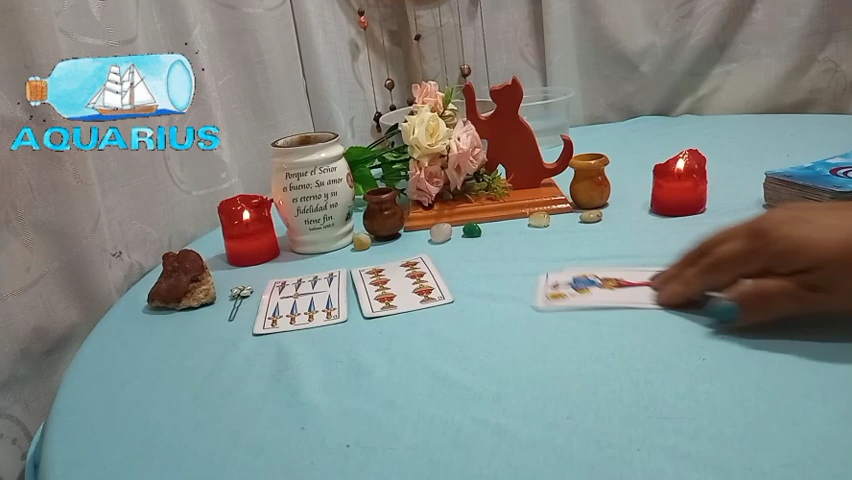 AQUARIUS
Porque el Señor
es bueno; Su amor
es eterno y su
fidelidad no
tiene fin.